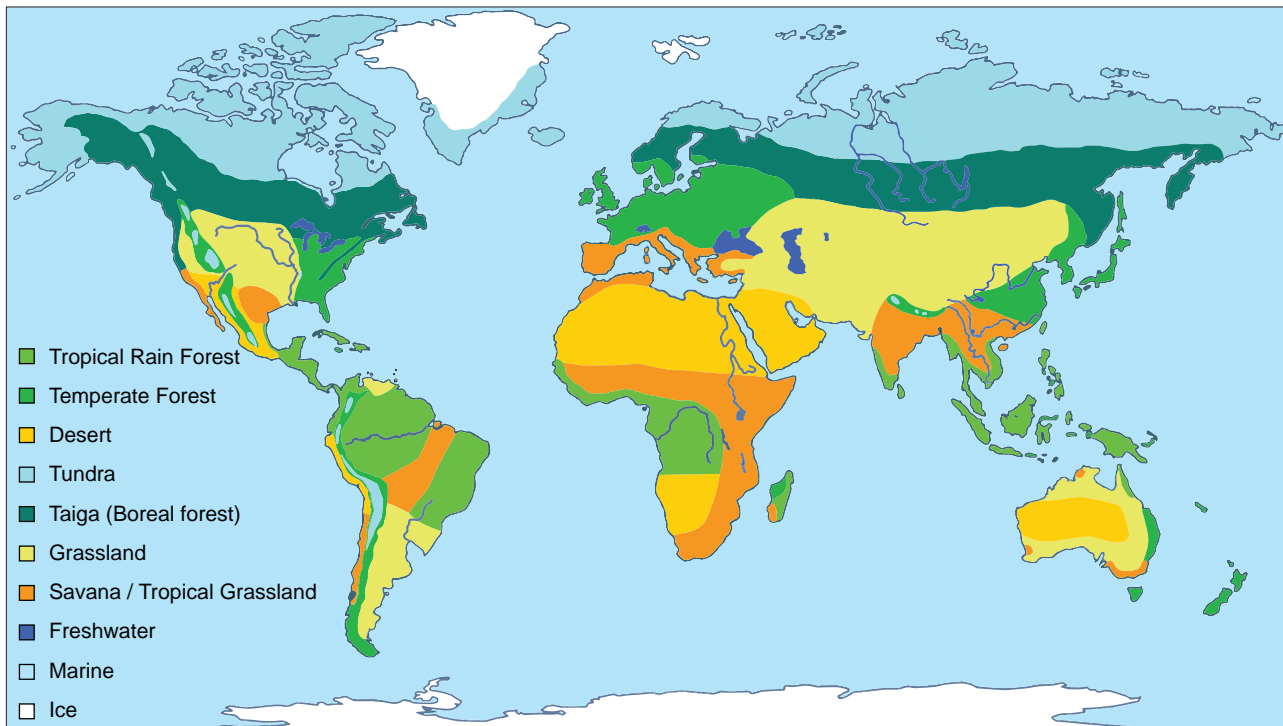 Tropical Rain Forest
Temperate Forest
Desert
Tundra
Taiga (Boreal forest)
Grassland
Savana / Tropical Grassland
Freshwater
Marine
Ice